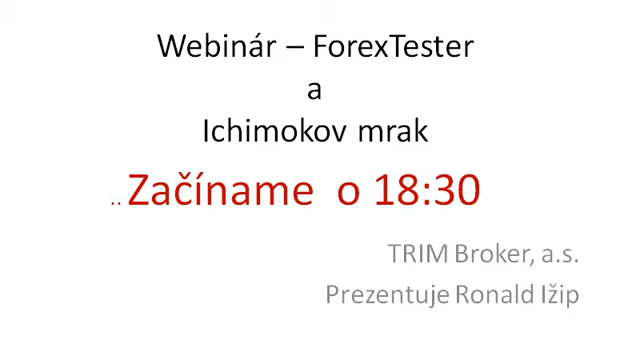 Webinár – ForexTester
a
Ichimokov mrak
.. Začíname o 18:30
TRIM Broker, a.s.
Prezentuje Ronald Ižip